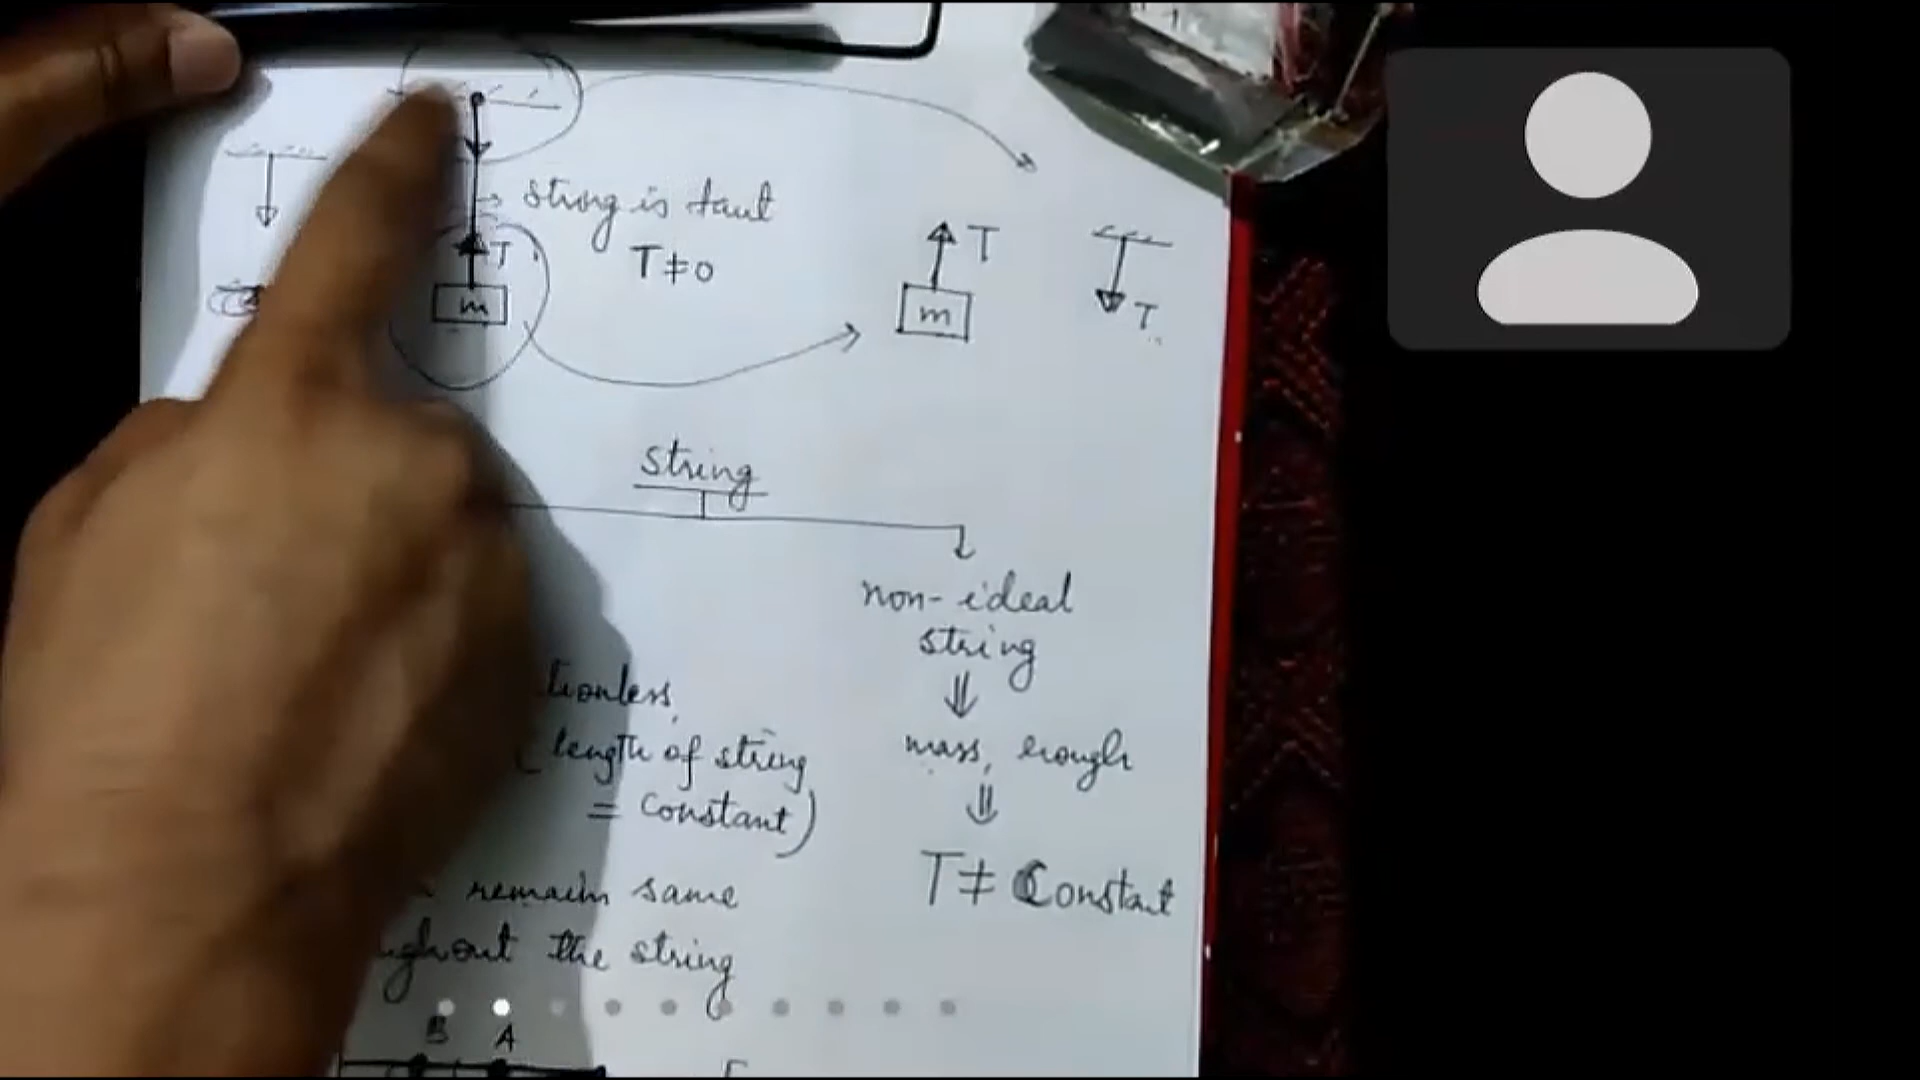 string is taut
T ≠ 0
T
m
T
m
T
string
non-ideal
string
⇓
mass, rough
⇓
T ≠ Constant
(length of string
= constant)
remain same
the string
B A